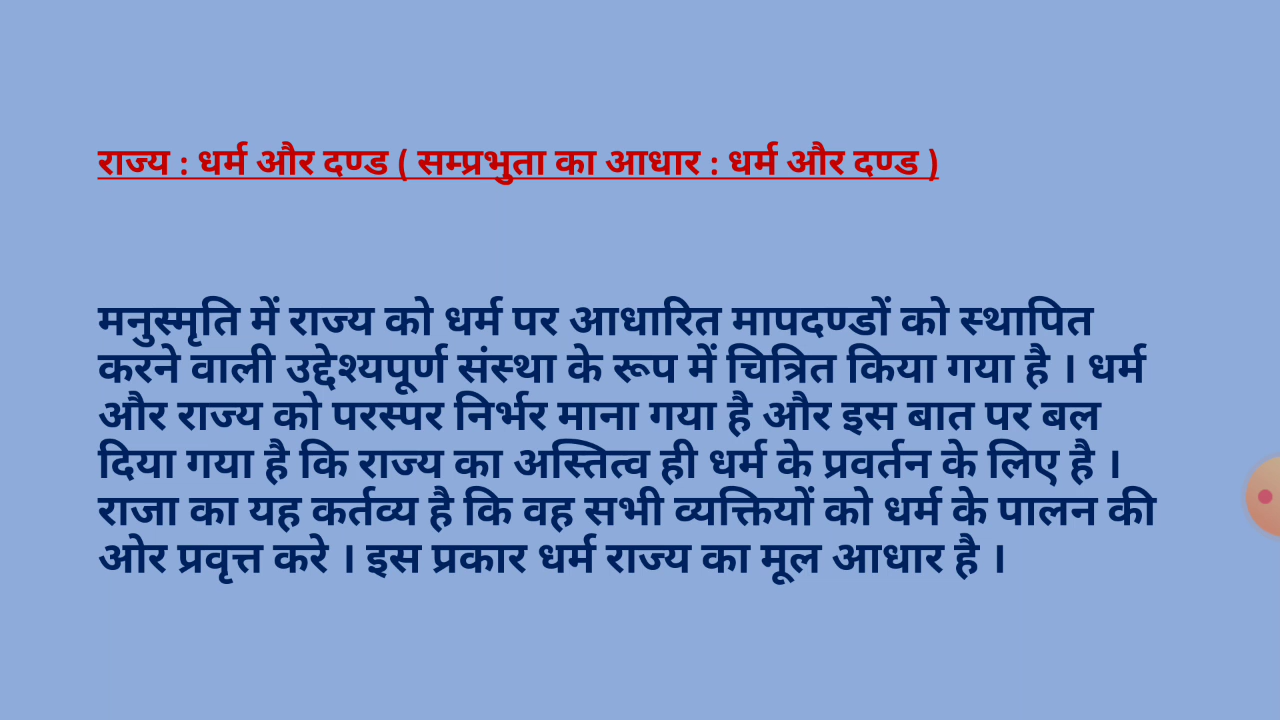 राज्य : धर्म और दण्ड ( सम्प्रभुता का आधार : धर्म और दण्ड )
मनुस्मृति में राज्य को धर्म पर आधारित मापदण्डों को स्थापित
करने वाली उद्देश्यपूर्ण संस्था के रूप में चित्रित किया गया है । धर्म
और राज्य को परस्पर निर्भर माना गया है और इस बात पर बल
दिया गया है कि राज्य का अस्तित्व ही धर्म के प्रवर्तन के लिए है ।
राजा का यह कर्तव्य है कि वह सभी व्यक्तियों को धर्म के पालन की
ओर प्रवृत्त करे । इस प्रकार धर्म राज्य का मूल आधार है ।